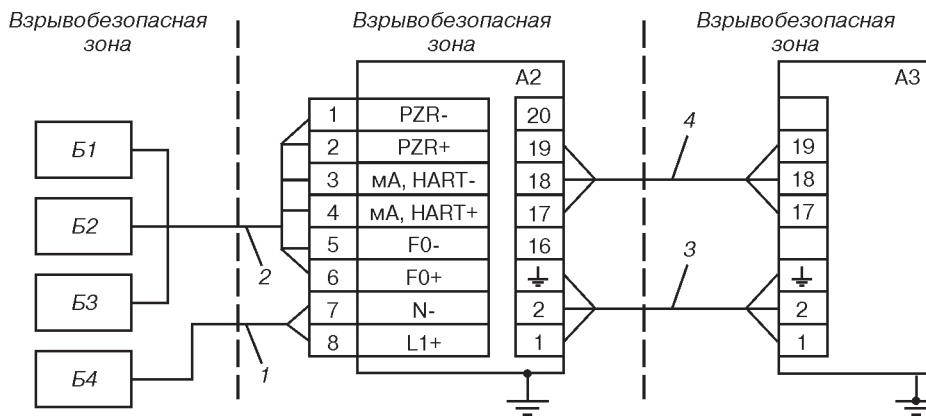 Взрывобезопасная
зона
Взрывобезопасная
зона
Взрывобезопасная
зона
Б1
Б2
Б3
Б4
2
1
А2
1 PZR-
2 PZR+
3 мА, HART-
4 мА, HART+
5 F0-
6 F0+
7 N-
8 L1+
20
19
18
17
16
2
1
4
3
А3
19
18
17
2
1